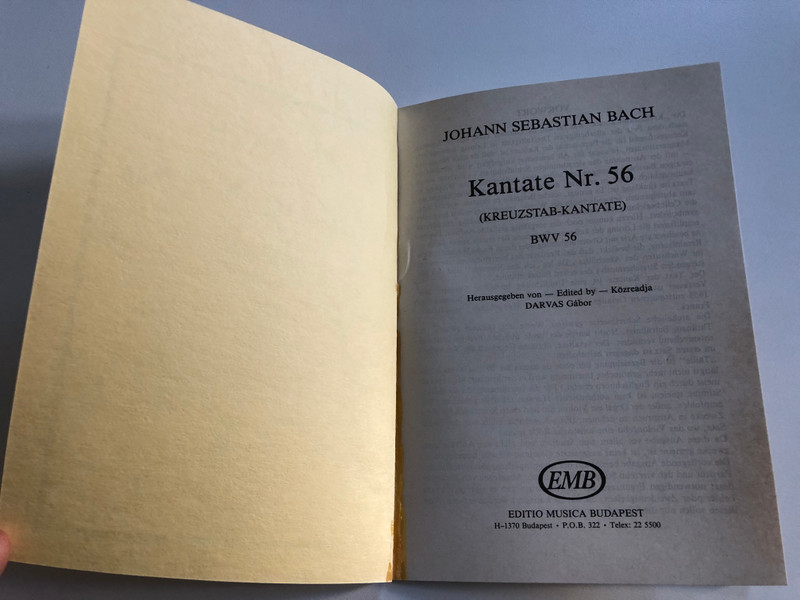 JOHANN SEBASTIAN BACH
Kantate Nr. 56
(KREUZSTAB-KANTATE)
BWV 56
Herausgegeben von — Edited by — Közreadja
DARVAS Gábor
EMB
EDITIO MUSICA BUDAPEST
H-1370 Budapest • P.O.B. 322 • Telex: 22 5500